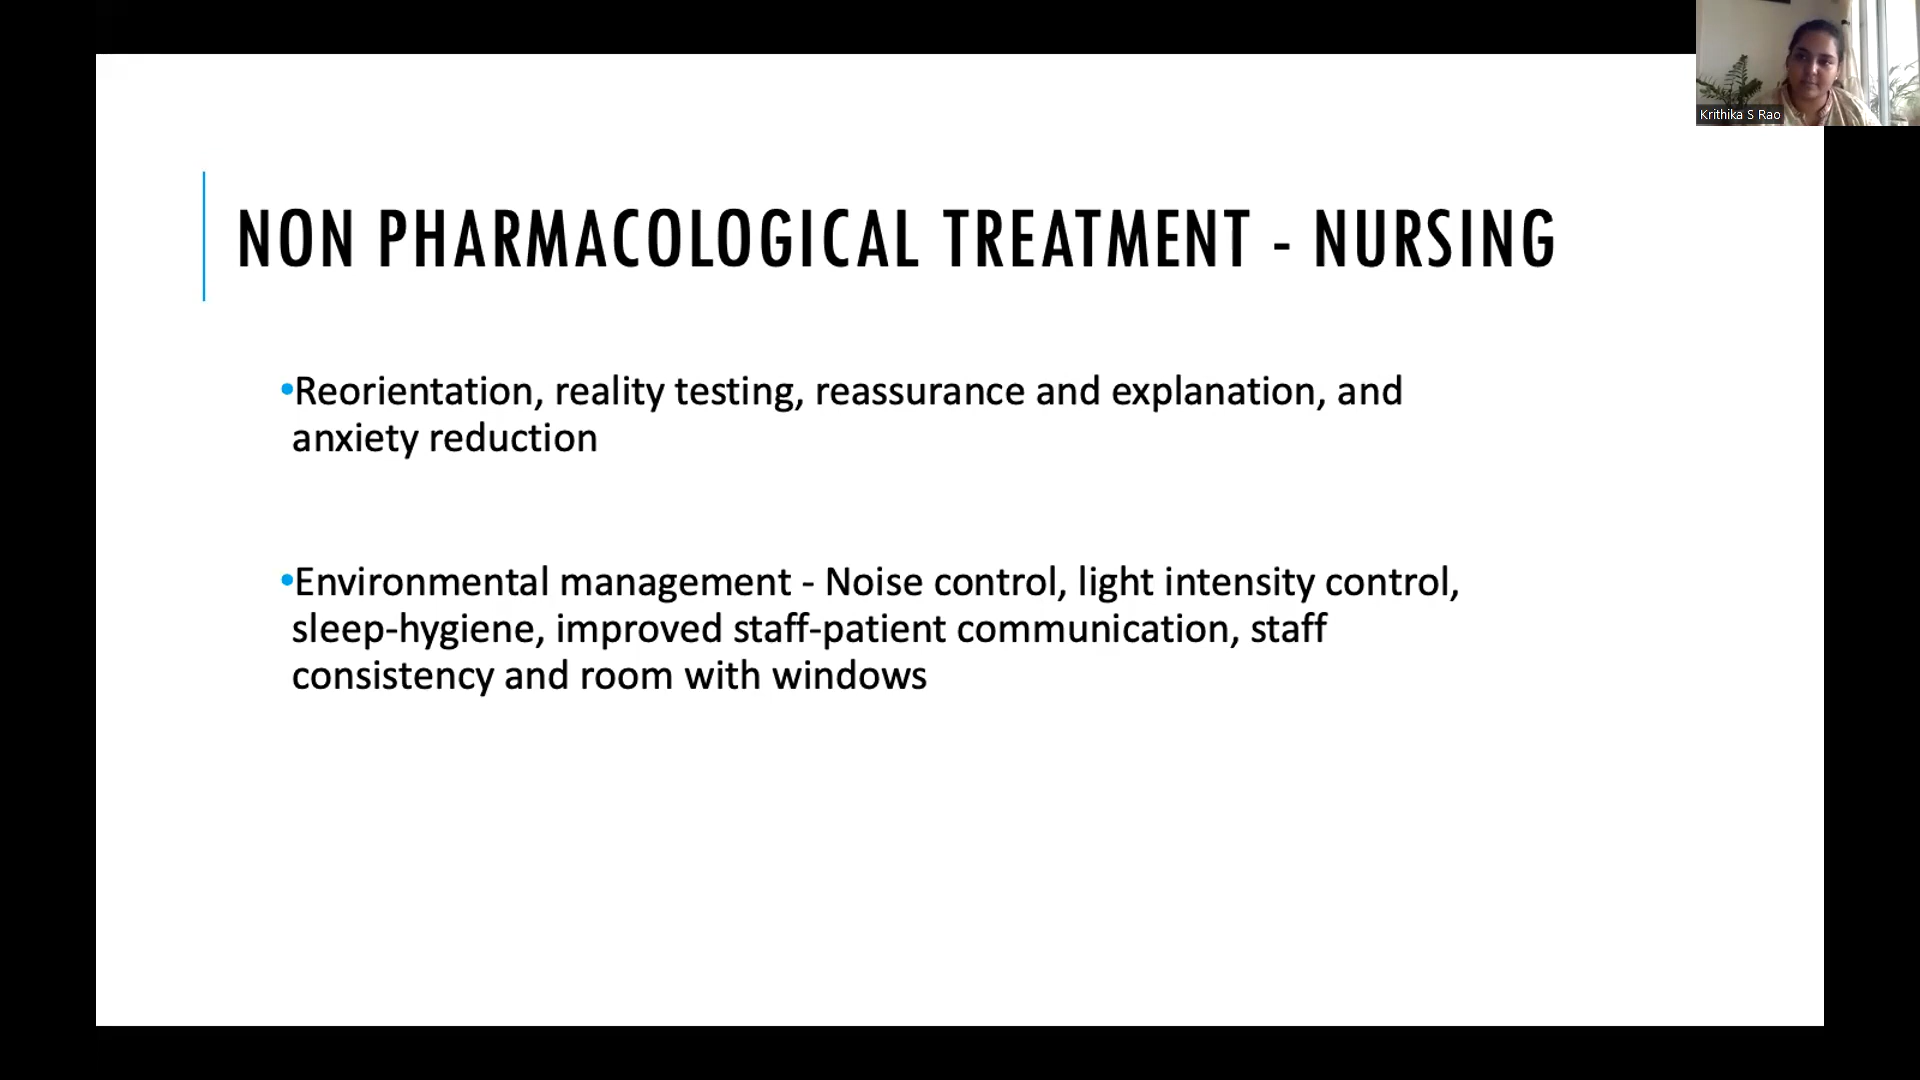 Krithika S Rao
NON PHARMACOLOGICAL TREATMENT - NURSING
•Reorientation, reality testing, reassurance and explanation, and
anxiety reduction
•Environmental management - Noise control, light intensity control,
sleep-hygiene, improved staff-patient communication, staff
consistency and room with windows